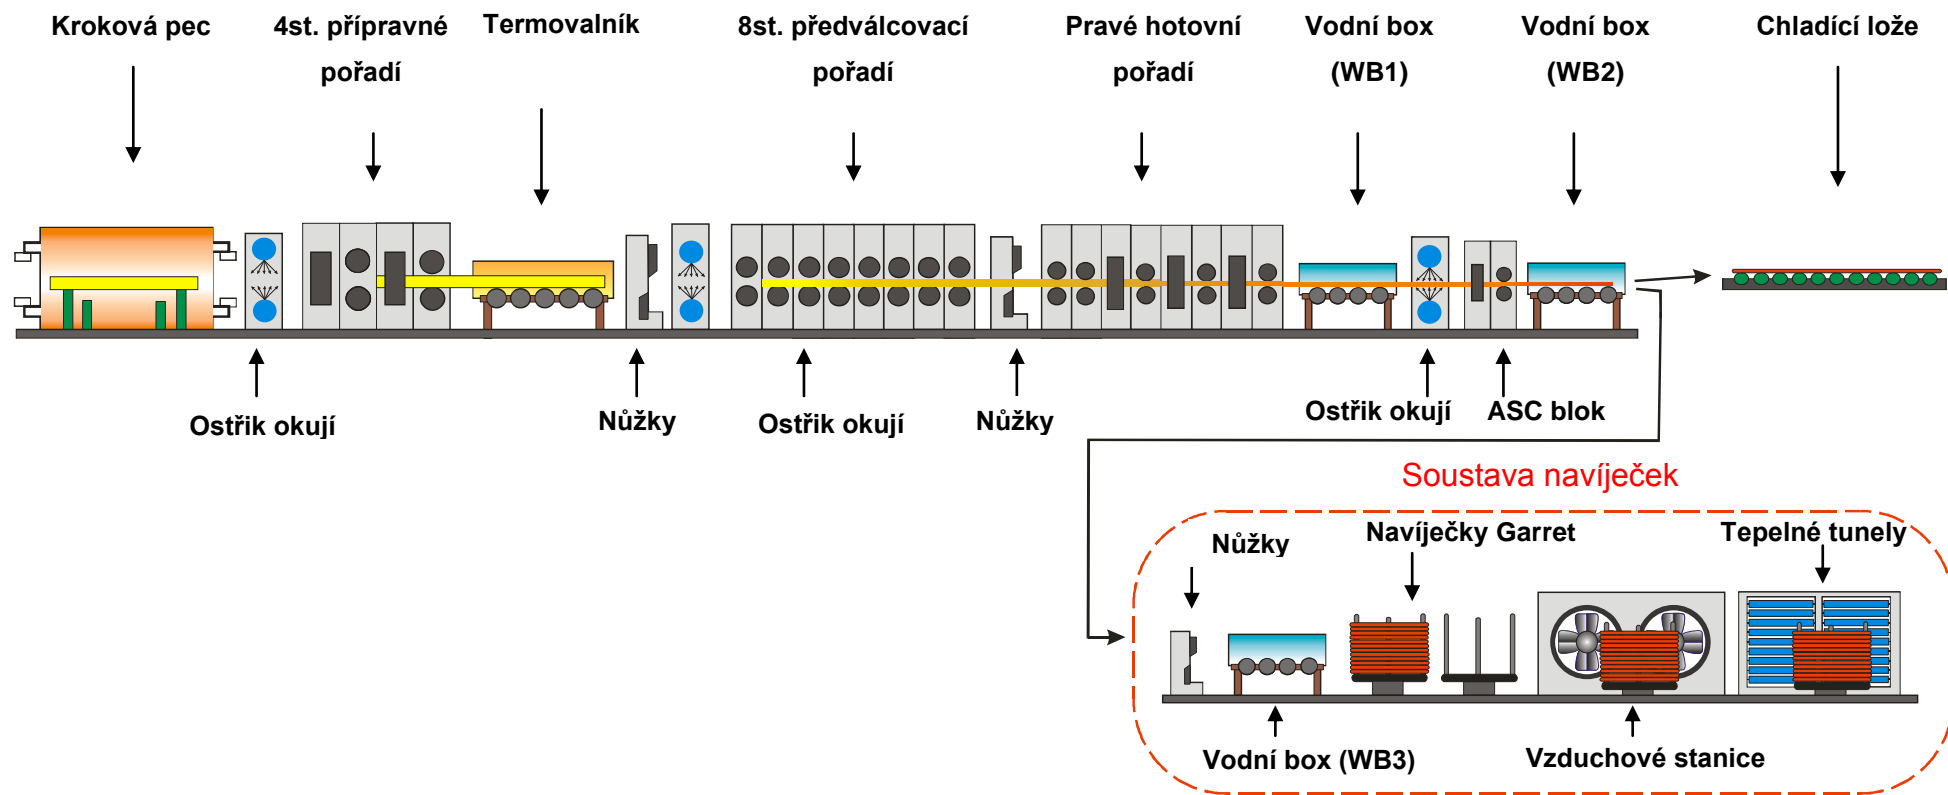 Kroková pec
4st. přípravné
pořadí
Termovalník
8st. předválcovací
pořadí
Pravé hotovní
pořadí
Vodní box
(WB1)
Vodní box
(WB2)
Chladící lože
Ostřik okují
Nůžky
Ostřik okují
Nůžky
Ostřik okují
ASC blok
Soustava navíječek
Nůžky
Navíječky Garret
Tepelné tunely
Vodní box (WB3)
Vzduchové stanice